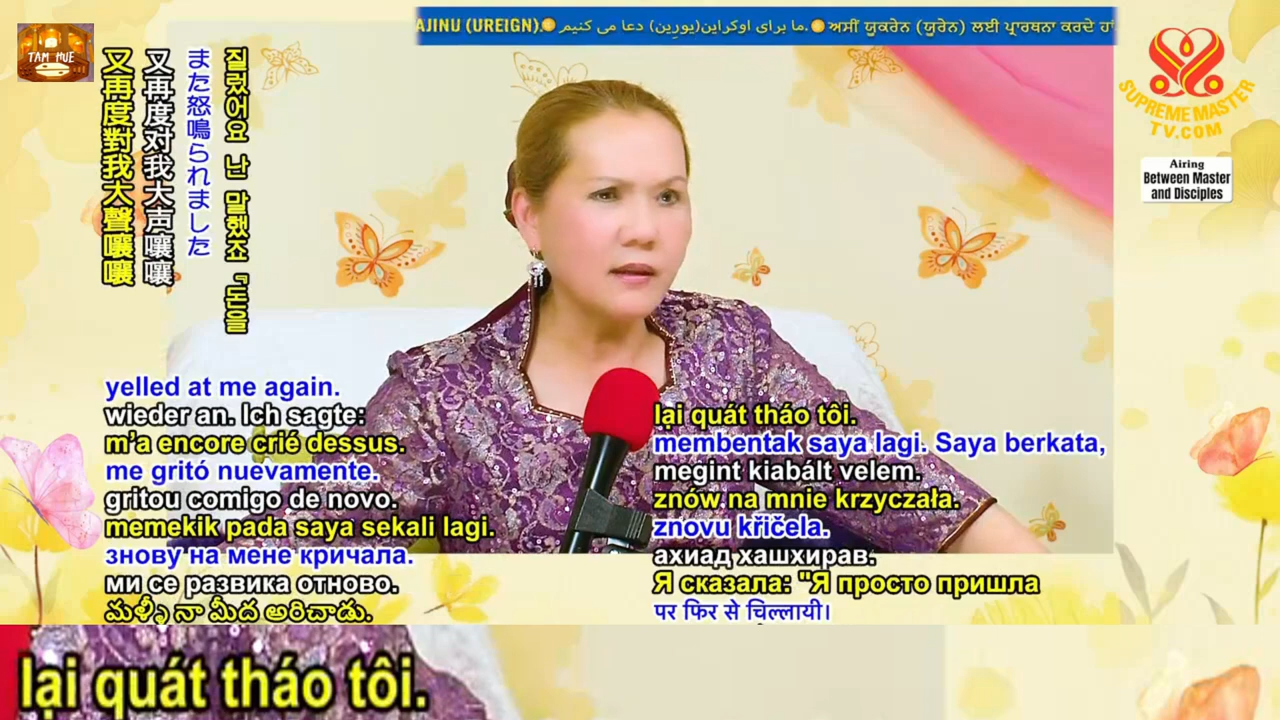 AJINU (UREIGN). ما برای اوکراین(یورِین) دعا می کنیم. ਅਸੀਂ ਯੂਕਰੇਨ (ਯੂਰੇਨ) ਲਈ ਪ੍ਰਾਰਥਨਾ ਕਰਦੇ ਹਾਂ
TAM HUE
SUPREME MASTER
TV.COM
Airing
Between Master
and Disciples
질렀어요 난 말했죠 『돈을
また怒鳴られました
又再度对我大声嚷嚷
又再度對我大聲嚷嚷
yelled at me again.
wieder an. Ich sagte:
m'a encore crié dessus.
me gritó nuevamente.
gritou comigo de novo.
memekik pada saya sekali lagi.
знову на мене кричала.
ми се развика отново.
మళ్ళీ నా మీద అరిచాడు.
lại quát tháo tôi.
membentak saya lagi. Saya berkata,
megint kiabált velem.
znów na mnie krzyczała.
znovu křičela.
ахиад хашхирав.
Я сказала: "Я просто пришла
पर फिर से चिल्लायी।
lại quát tháo tôi.